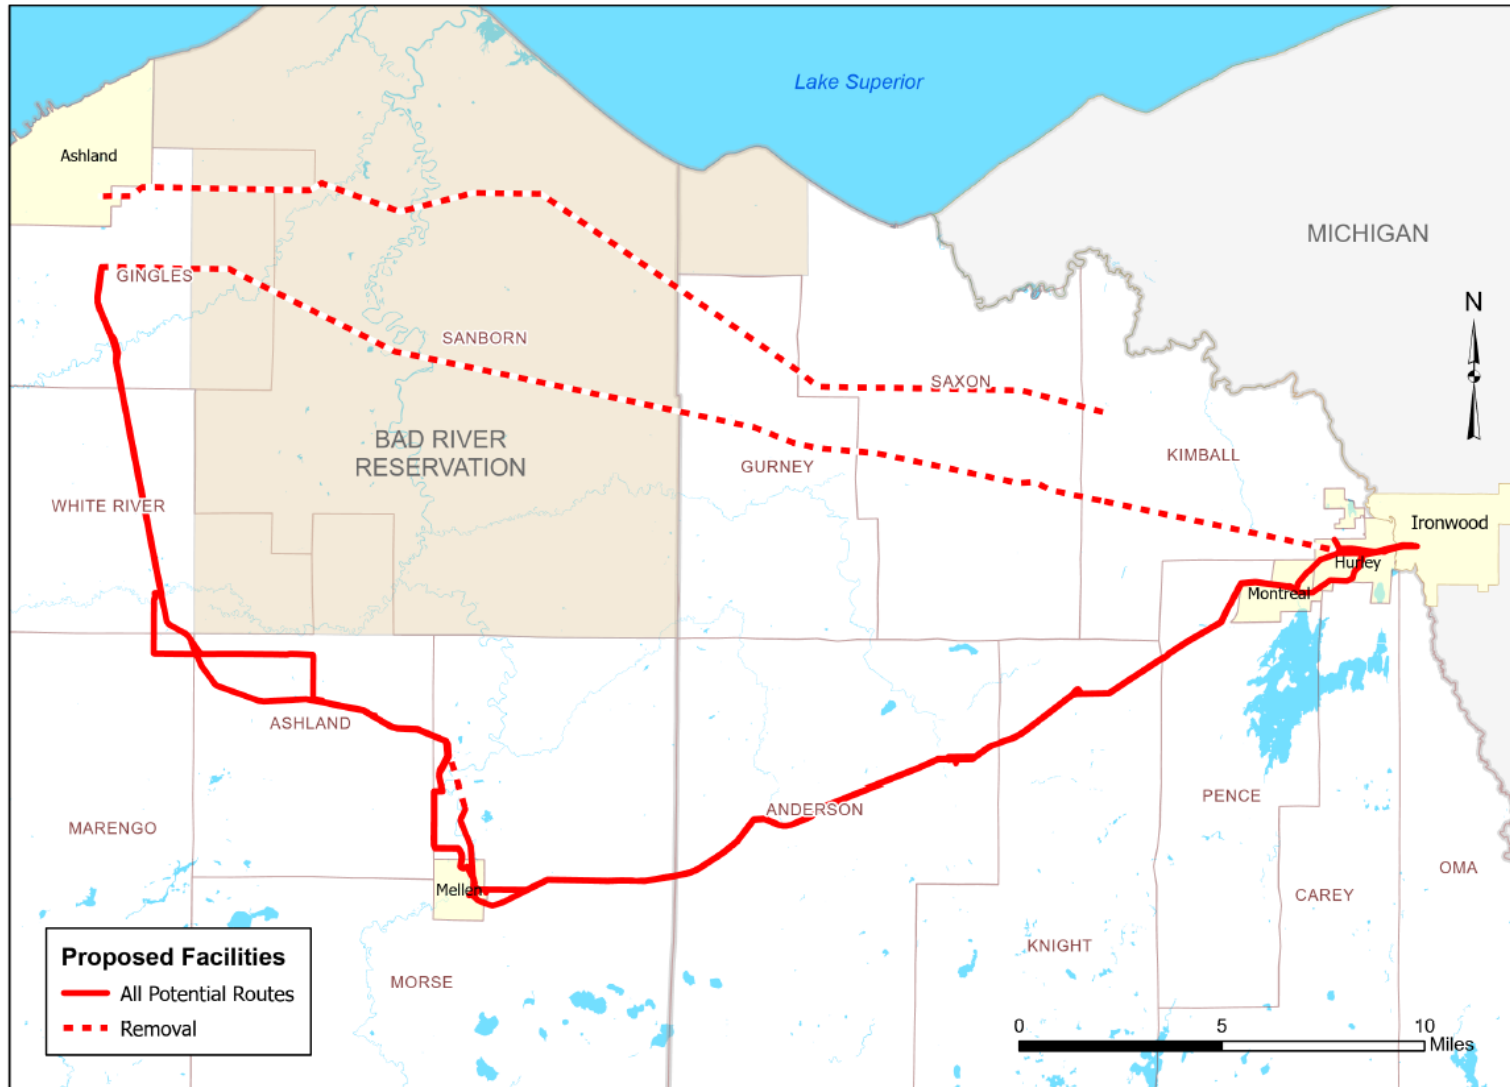 Lake Superior
Ashland
MICHIGAN
GINGLES
N
SANBORN
SAXON
BAD RIVER
RESERVATION
GURNEY
KIMBALL
WHITE RIVER
Ironwood
Hurley
Montreal
ASHLAND
PENCE
ANDERSON
MARENGO
OMA
Mellen
CAREY
KNIGHT
MORSE
Proposed Facilities
All Potential Routes
Removal
0 5 10
Miles